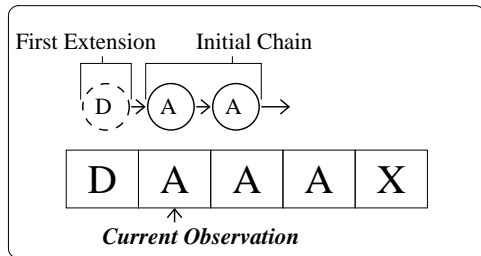 First Extension Initial Chain
D A A
D A A A X
Current Observation